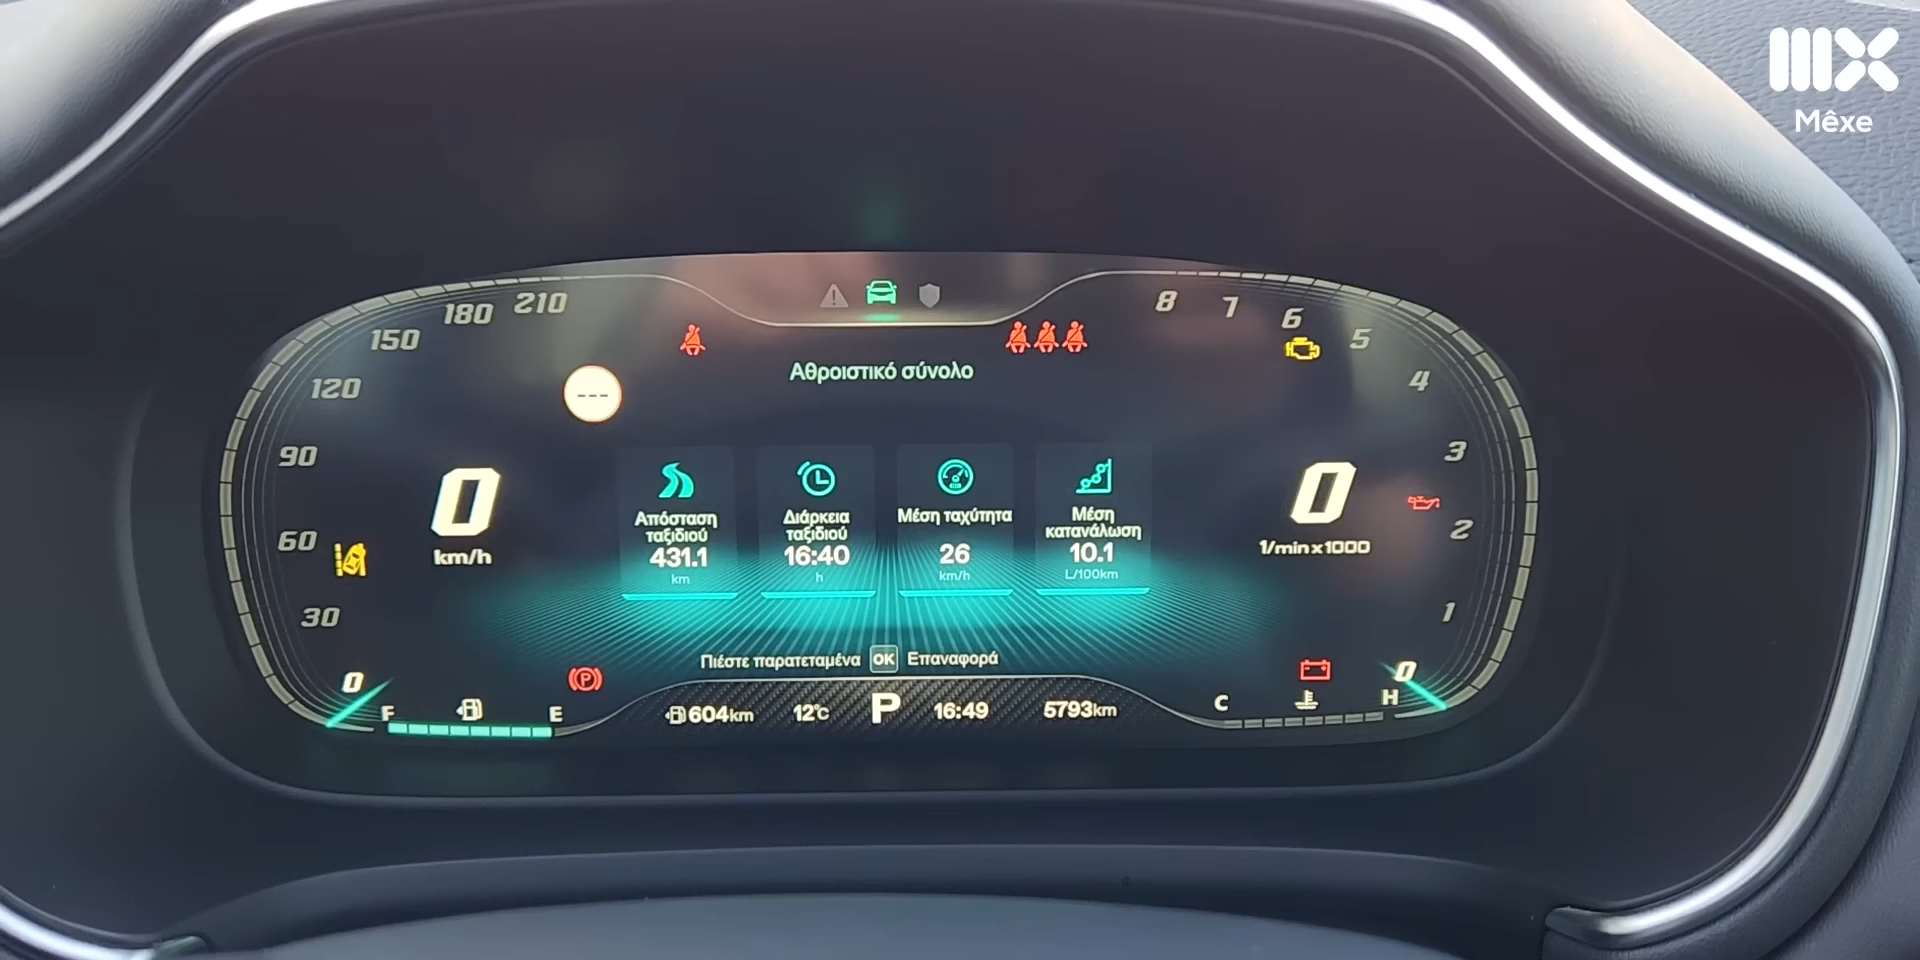 MX
Mêxe
210
180
150
120
90
60
30
0
8
7
6
5
4
3
2
1
0
Αθροιστικό σύνολο
---
0
km/h
0
1/min x 1000
Απόσταση
ταξιδιού
431.1
km
Διάρκεια
ταξιδιού
16:40
h
Μέση ταχύτητα
26
km/h
Μέση
κατανάλωση
10.1
L/100km
Πιέστε παρατεταμένα OK Επαναφορά
P
F E
604km 12°C P 16:49 5793km
C H